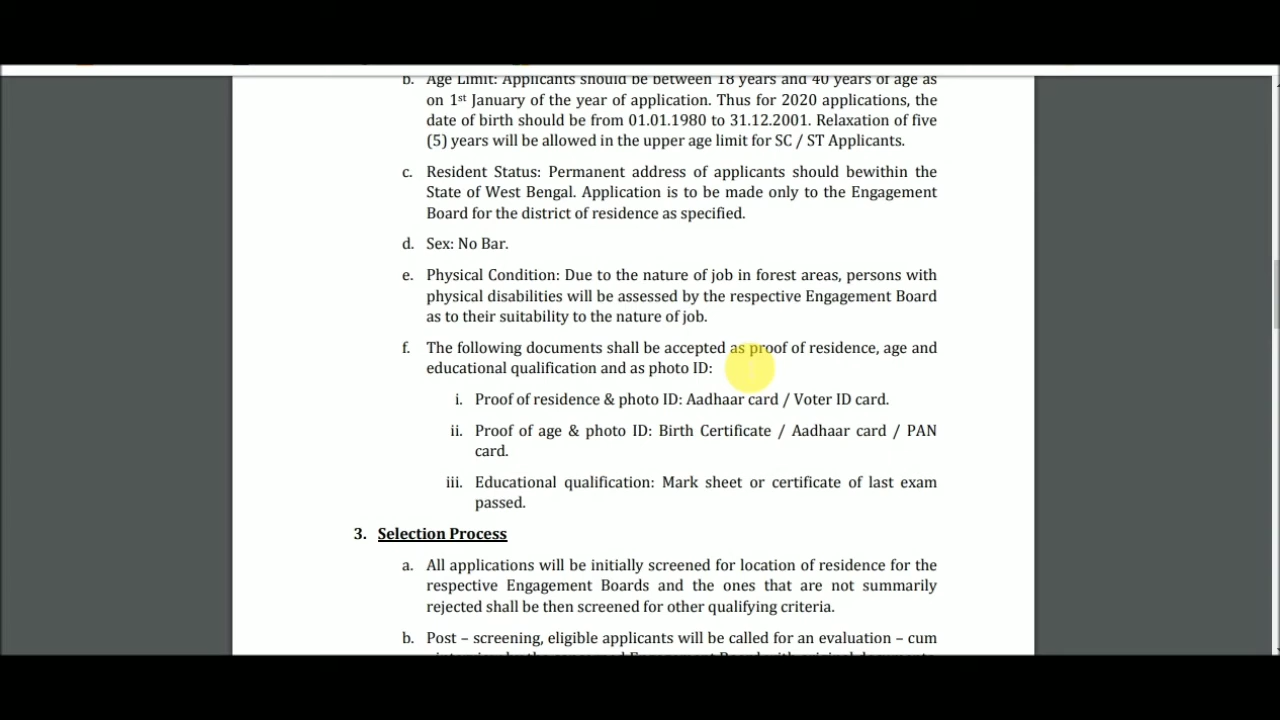 b. Age Limit: Applicants should be between 18 years and 40 years of age as
on 1st January of the year of application. Thus for 2020 applications, the
date of birth should be from 01.01.1980 to 31.12.2001. Relaxation of five
(5) years will be allowed in the upper age limit for SC / ST Applicants.
c. Resident Status: Permanent address of applicants should bewithin the
State of West Bengal. Application is to be made only to the Engagement
Board for the district of residence as specified.
d. Sex: No Bar.
e. Physical Condition: Due to the nature of job in forest areas, persons with
physical disabilities will be assessed by the respective Engagement Board
as to their suitability to the nature of job.
f. The following documents shall be accepted as proof of residence, age and
educational qualification and as photo ID:
i. Proof of residence & photo ID: Aadhaar card / Voter ID card.
ii. Proof of age & photo ID: Birth Certificate / Aadhaar card / PAN
card.
iii. Educational qualification: Mark sheet or certificate of last exam
passed.
3. Selection Process
a. All applications will be initially screened for location of residence for the
respective Engagement Boards and the ones that are not summarily
rejected shall be then screened for other qualifying criteria.
b. Post – screening, eligible applicants will be called for an evaluation – cum